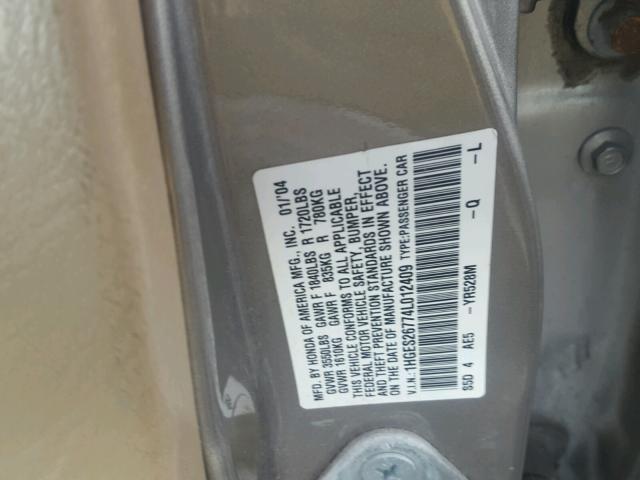 MFD. BY HONDA OF AMERICA MFG., INC. 01/'04
GVWR 3550LBS GAWR F 1840LBS R 1720LBS
GVWR 1610KG GAWR F 835KG R 780KG
THIS VEHICLE CONFORMS TO ALL APPLICABLE
FEDERAL MOTOR VEHICLE SAFETY, BUMPER,
AND THEFT PREVENTION STANDARDS IN EFFECT
ON THE DATE OF MANUFACTURE SHOWN ABOVE.
V.I.N.:1HGES26774L012409 TYPE:PASSENGER CAR
S5D 4 AE5 -YR528M -Q -L